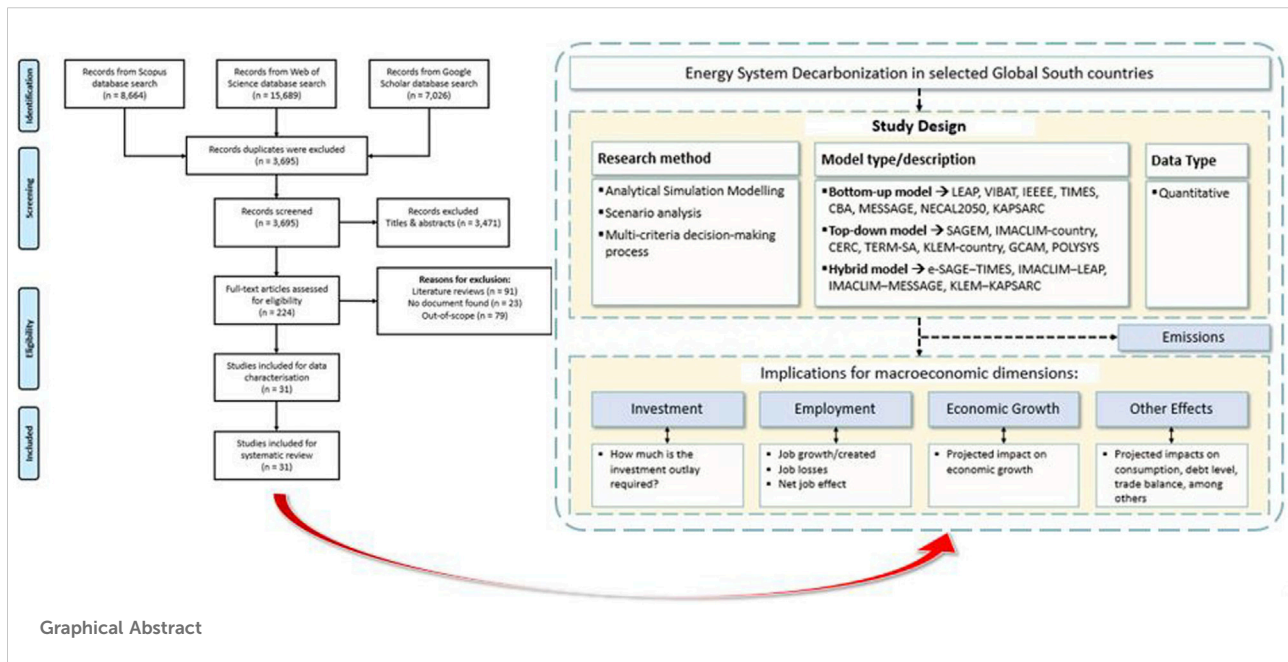 Identification
Records from Scopus
database search
(n = 8,664)
Records from Web of
Science database search
(n = 15,689)
Records from Google
Scholar database search
(n = 7,026)
Records duplicates were excluded
(n = 3,695)
Screening
Records screened
(n = 3,695)
Records excluded
Titles & abstracts (n = 3,471)
Eligibility
Full-text articles assessed
for eligibility
(n = 224)
Reasons for exclusion:
Literature reviews (n = 91)
No document found (n = 23)
Out-of-scope (n = 79)
Studies included for data
characterisation
(n = 31)
Included
Studies included for
systematic review
(n = 31)
Energy System Decarbonization in selected Global South countries
Study Design
Research method
▪Analytical Simulation Modelling
▪Scenario analysis
▪Multi-criteria decision-making
process
Model type/description
▪Bottom-up model → LEAP, VIBAT, IEEEE, TIMES,
CBA, MESSAGE, NECAL2050, KAPSARC
▪Top-down model → SAGEM, IMACLIM-country,
CERC, TERM-SA, KLEM-country, GCAM, POLYSYS
▪Hybrid model → e-SAGE–TIMES, IMACLIM–LEAP,
IMACLIM–MESSAGE, KLEM–KAPSARC
Data Type
▪Quantitative
Emissions
Implications for macroeconomic dimensions:
Investment
▪ How much is the
investment outlay
required?
Employment
▪ Job growth/created
▪ Job losses
▪ Net job effect
Economic Growth
▪ Projected impact on
economic growth
Other Effects
▪ Projected impacts on
consumption, debt level,
trade balance, among
others
Graphical Abstract